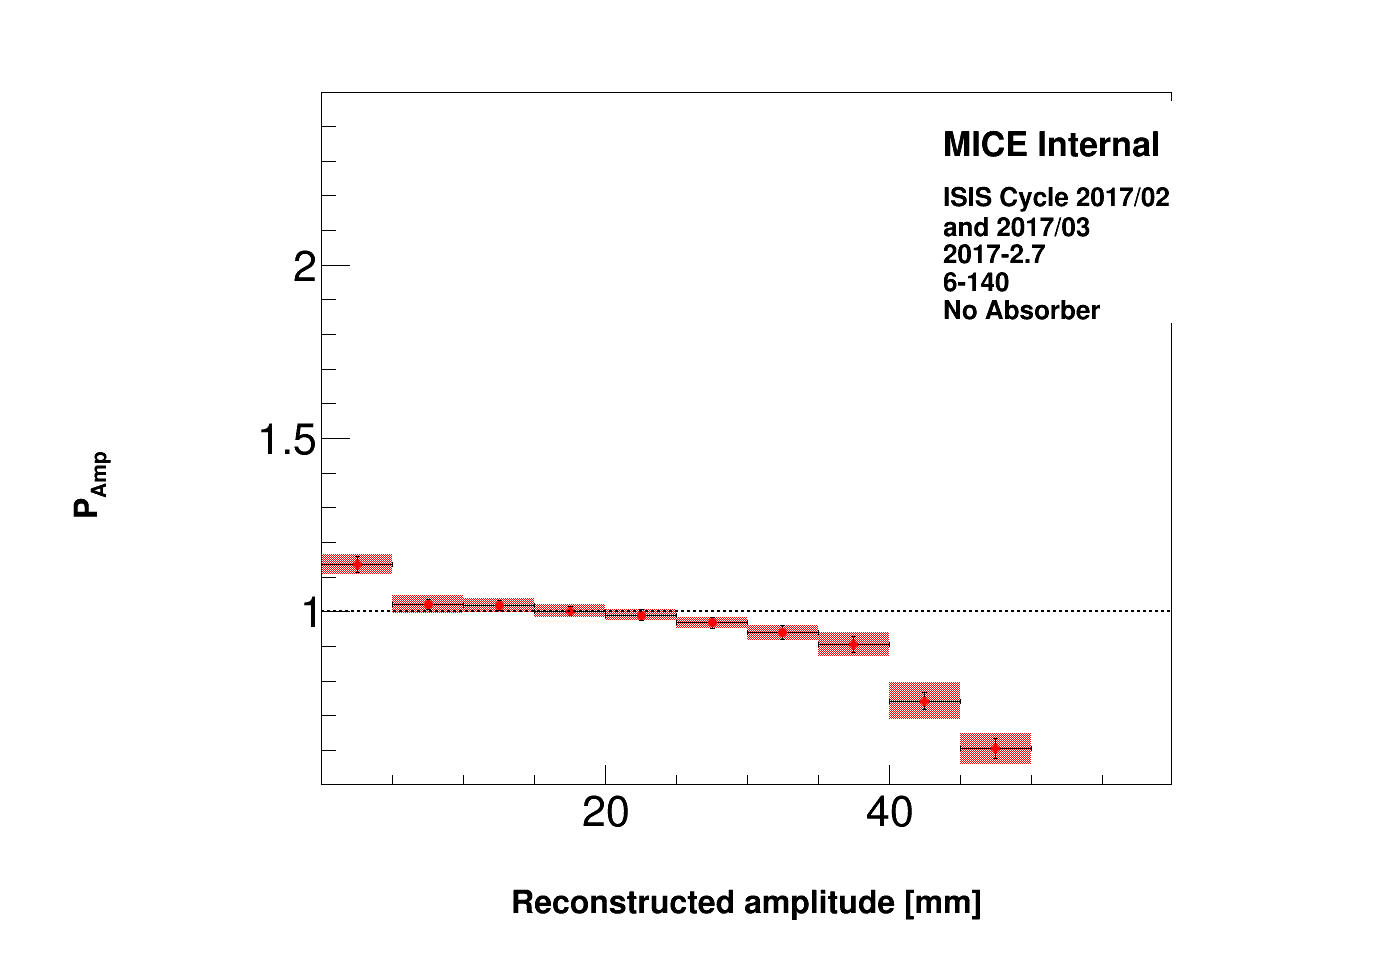 MICE Internal
ISIS Cycle 2017/02
and 2017/03
2017-2.7
6-140
No Absorber
2
1.5
1
P_Amp
20 40
Reconstructed amplitude [mm]